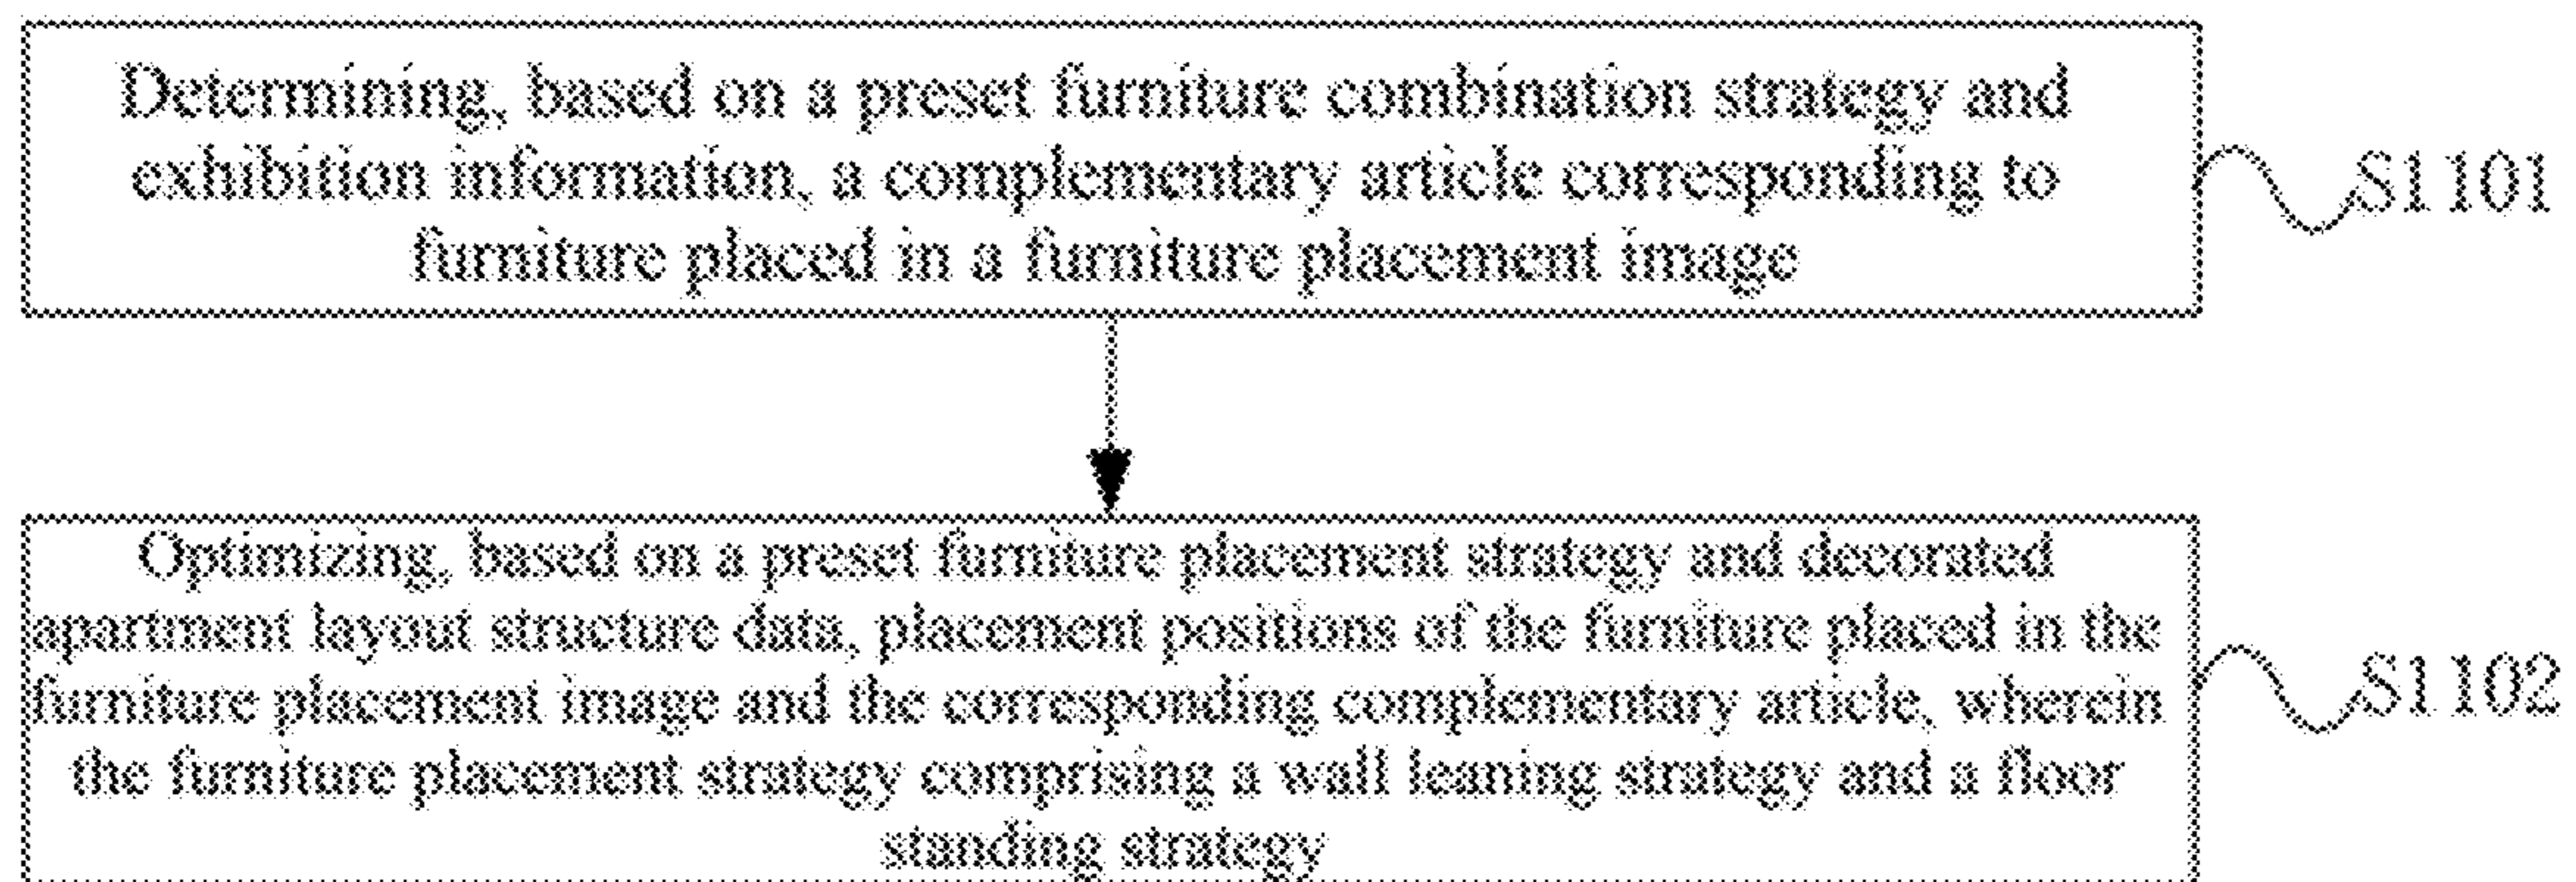 Determining, based on a preset furniture combination strategy and
exhibition information, a complementary article corresponding to
furniture placed in a furniture placement image
S1101
Optimizing, based on a preset furniture placement strategy and decorated
apartment layout structure data, placement positions of the furniture placed in the
furniture placement image and the corresponding complementary article, wherein
the furniture placement strategy comprising a wall leaning strategy and a floor
standing strategy
S1102